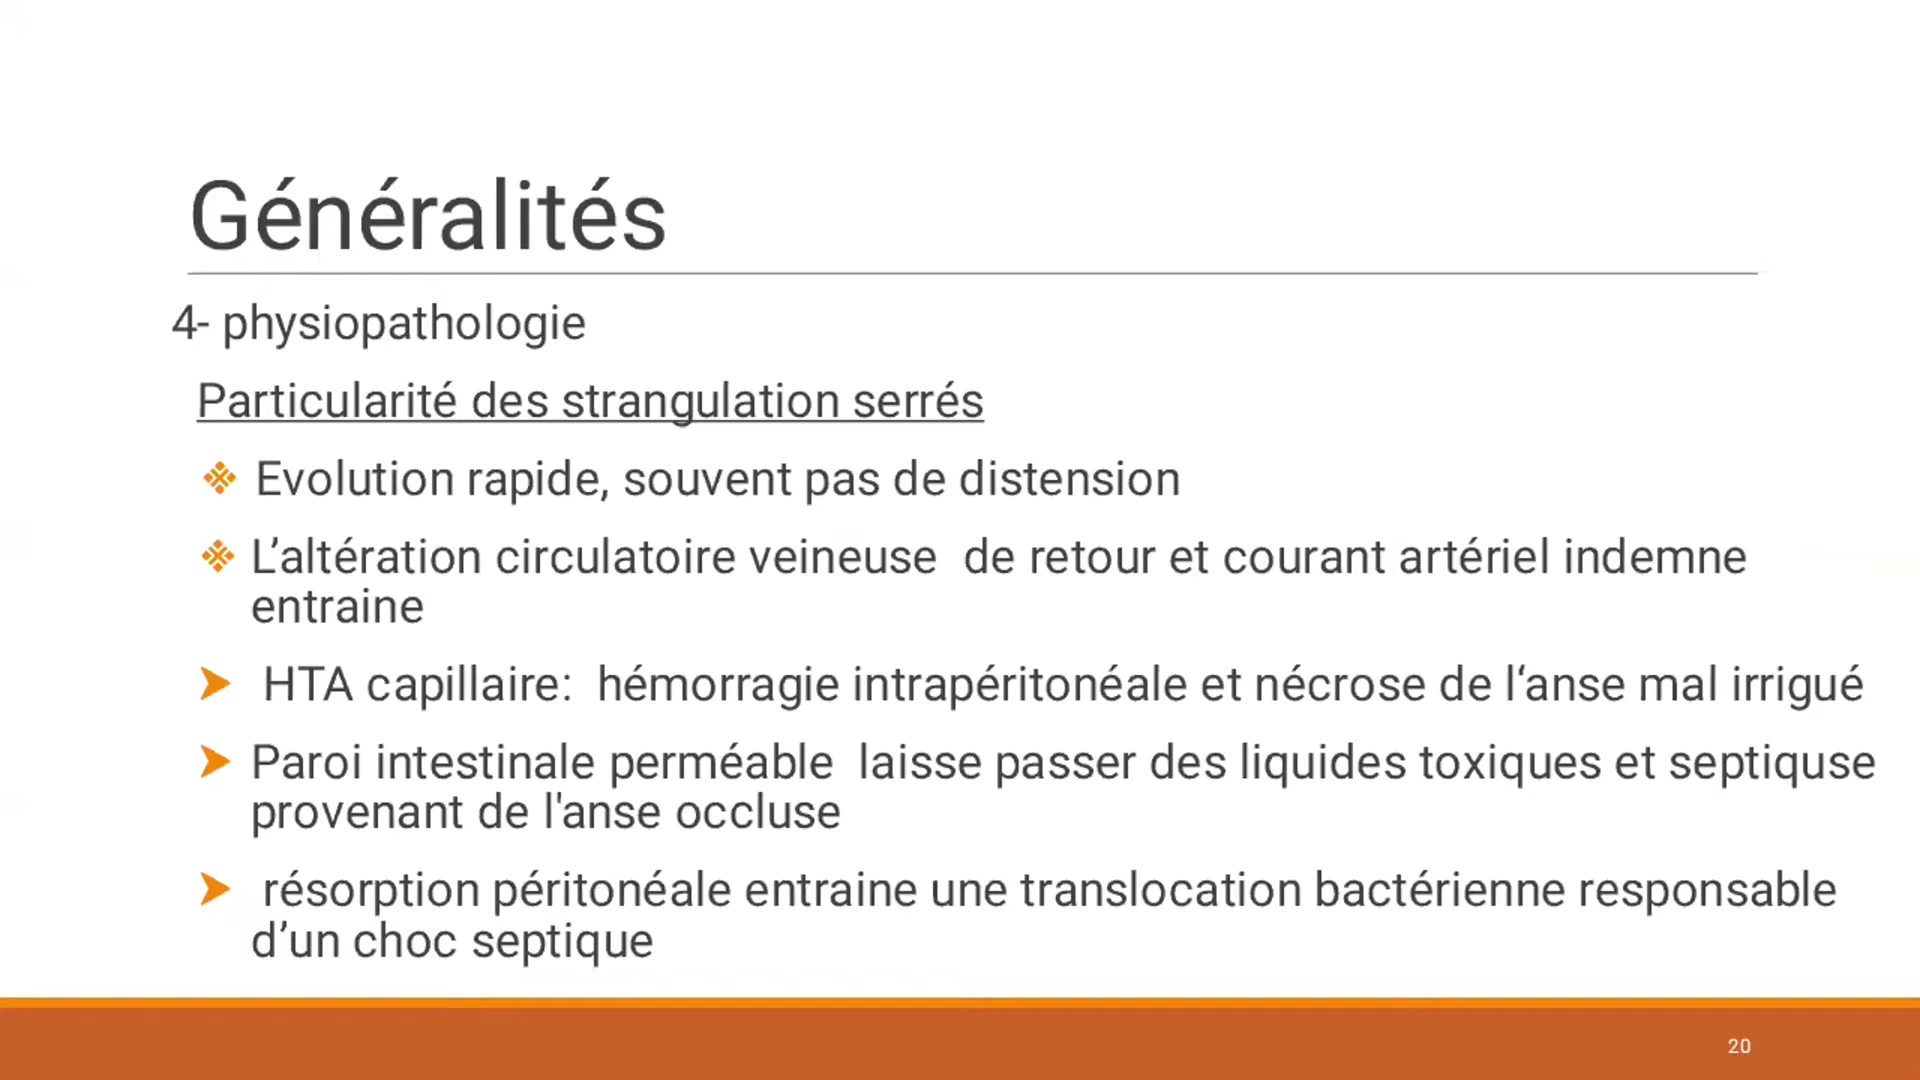 Généralités
4- physiopathologie
Particularité des strangulation serrés
Evolution rapide, souvent pas de distension
L’altération circulatoire veineuse  de retour et courant artériel indemne
entraine
HTA capillaire:  hémorragie intrapéritonéale et nécrose de l‘anse mal irrigué
Paroi intestinale perméable  laisse passer des liquides toxiques et septiquse
provenant de l'anse occluse
résorption péritonéale entraine une translocation bactérienne responsable
d’un choc septique
20